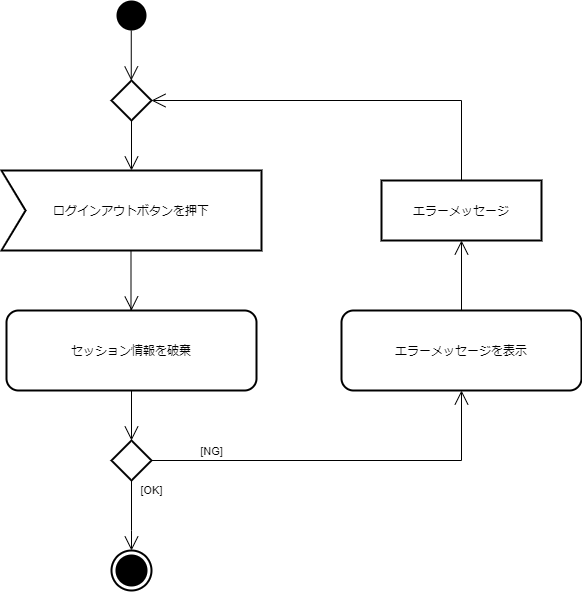 ログインアウトボタンを押下
エラーメッセージ
セッション情報を破棄
エラーメッセージを表示
[NG]
[OK]